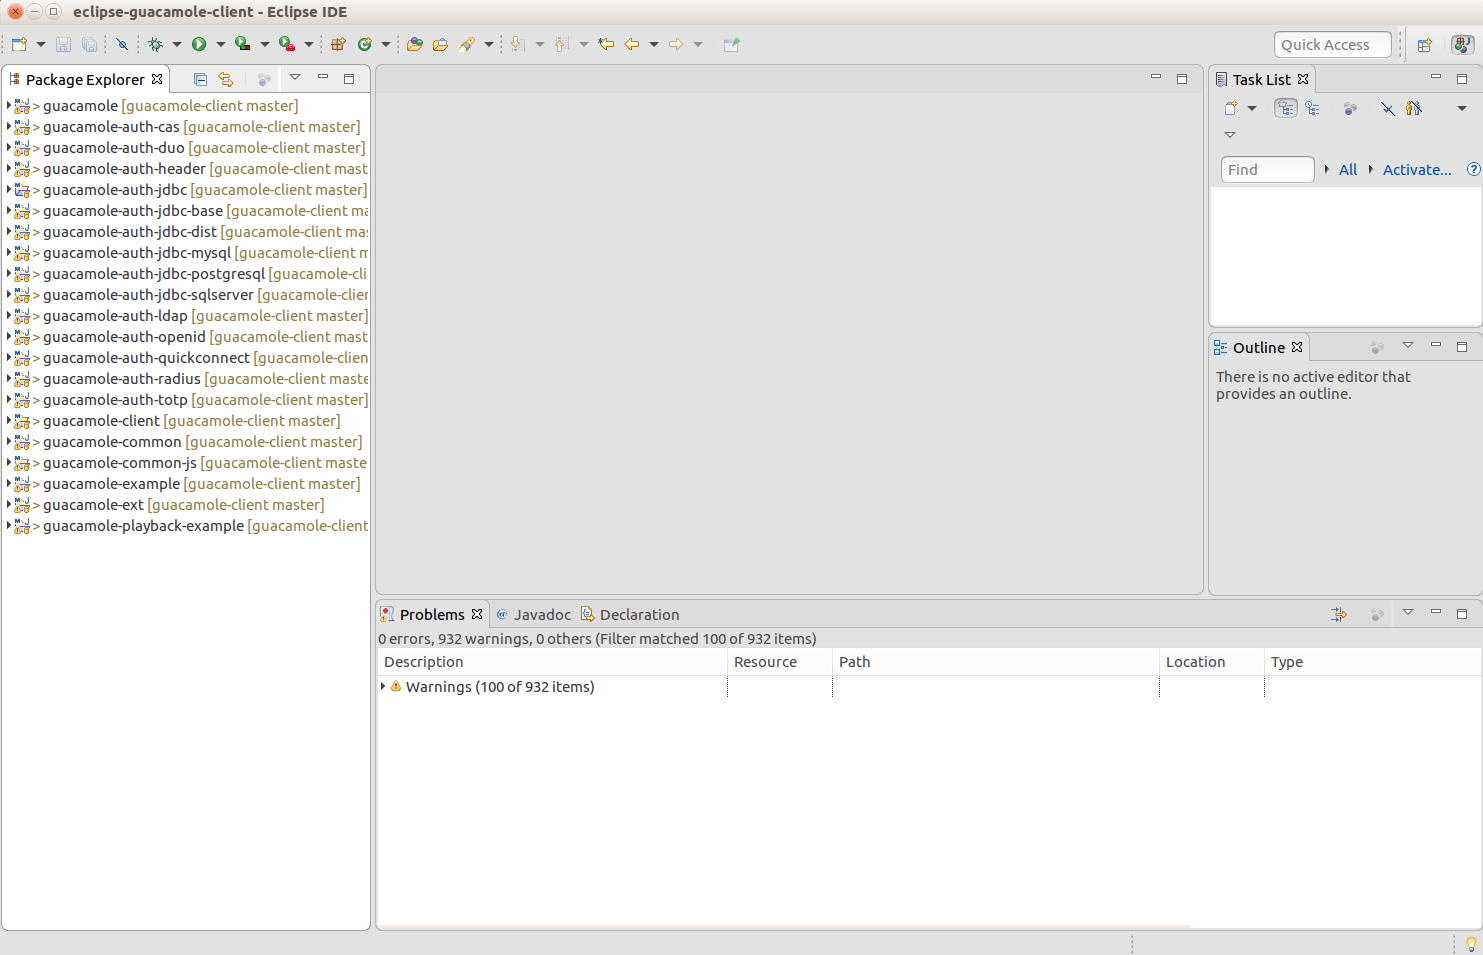 eclipse-guacamole-client - Eclipse IDE
Quick Access
Package Explorer
> guacamole [guacamole-client master]
> guacamole-auth-cas [guacamole-client master]
> guacamole-auth-duo [guacamole-client master]
> guacamole-auth-header [guacamole-client mast
> guacamole-auth-jdbc [guacamole-client master]
> guacamole-auth-jdbc-base [guacamole-client ma
> guacamole-auth-jdbc-dist [guacamole-client mas
> guacamole-auth-jdbc-mysql [guacamole-client m
> guacamole-auth-jdbc-postgresql [guacamole-cli
> guacamole-auth-jdbc-sqlserver [guacamole-clien
> guacamole-auth-ldap [guacamole-client master]
> guacamole-auth-openid [guacamole-client mast
> guacamole-auth-quickconnect [guacamole-clien
> guacamole-auth-radius [guacamole-client maste
> guacamole-auth-totp [guacamole-client master]
> guacamole-client [guacamole-client master]
> guacamole-common [guacamole-client master]
> guacamole-common-js [guacamole-client maste
> guacamole-example [guacamole-client master]
> guacamole-ext [guacamole-client master]
> guacamole-playback-example [guacamole-client
Task List
Find All Activate...
Outline
There is no active editor that
provides an outline.
Problems @ Javadoc Declaration
0 errors, 932 warnings, 0 others (Filter matched 100 of 932 items)
Description Resource Path Location Type
Warnings (100 of 932 items)